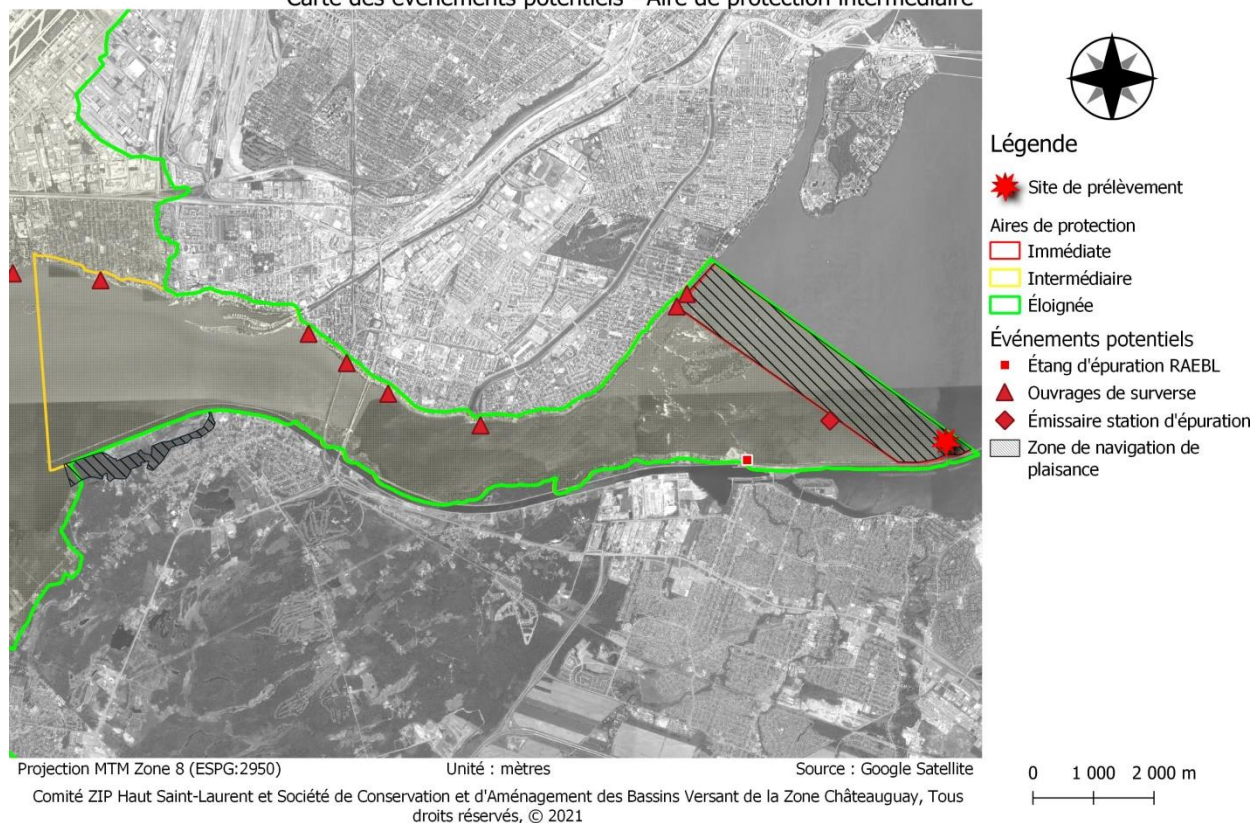 Carte des événements potentiels - Aire de protection intermédiaire
Légende
Site de prélèvement
Aires de protection
Immédiate
Intermédiaire
Éloignée
Événements potentiels
Étang d'épuration RAEBL
Ouvrages de surverse
Émissaire station d'épuration
Zone de navigation de
plaisance
Projection MTM Zone 8 (ESPG:2950)
Unité : mètres
Source : Google Satellite
0 1 000 2 000 m
Comité ZIP Haut Saint-Laurent et Société de Conservation et d'Aménagement des Bassins Versant de la Zone Châteauguay, Tous
droits réservés, © 2021